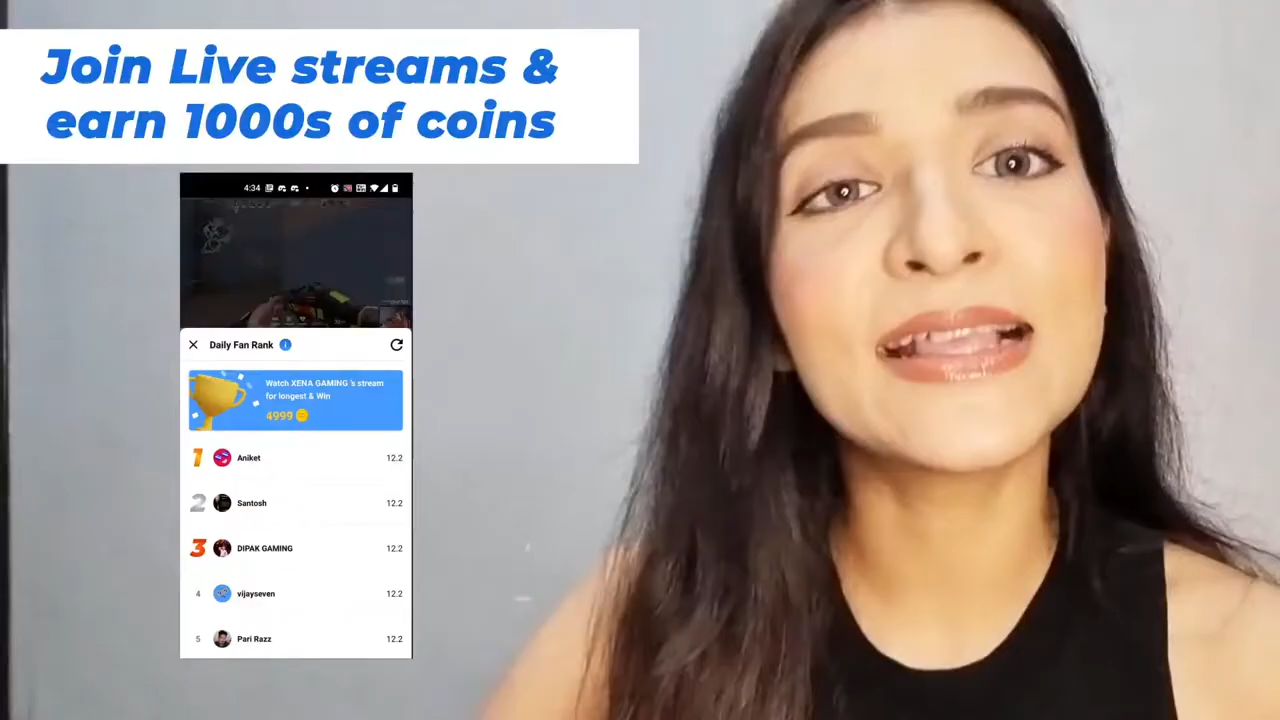 Join Live streams &
earn 1000s of coins
4:34
Daily Fan Rank
Watch XENA GAMING 's stream
for longest & Win
4999
1 Aniket 12.2
2 Santosh 12.2
3 DIPAK GAMING 12.2
4 vijayseven 12.2
5 Pari Razz 12.2